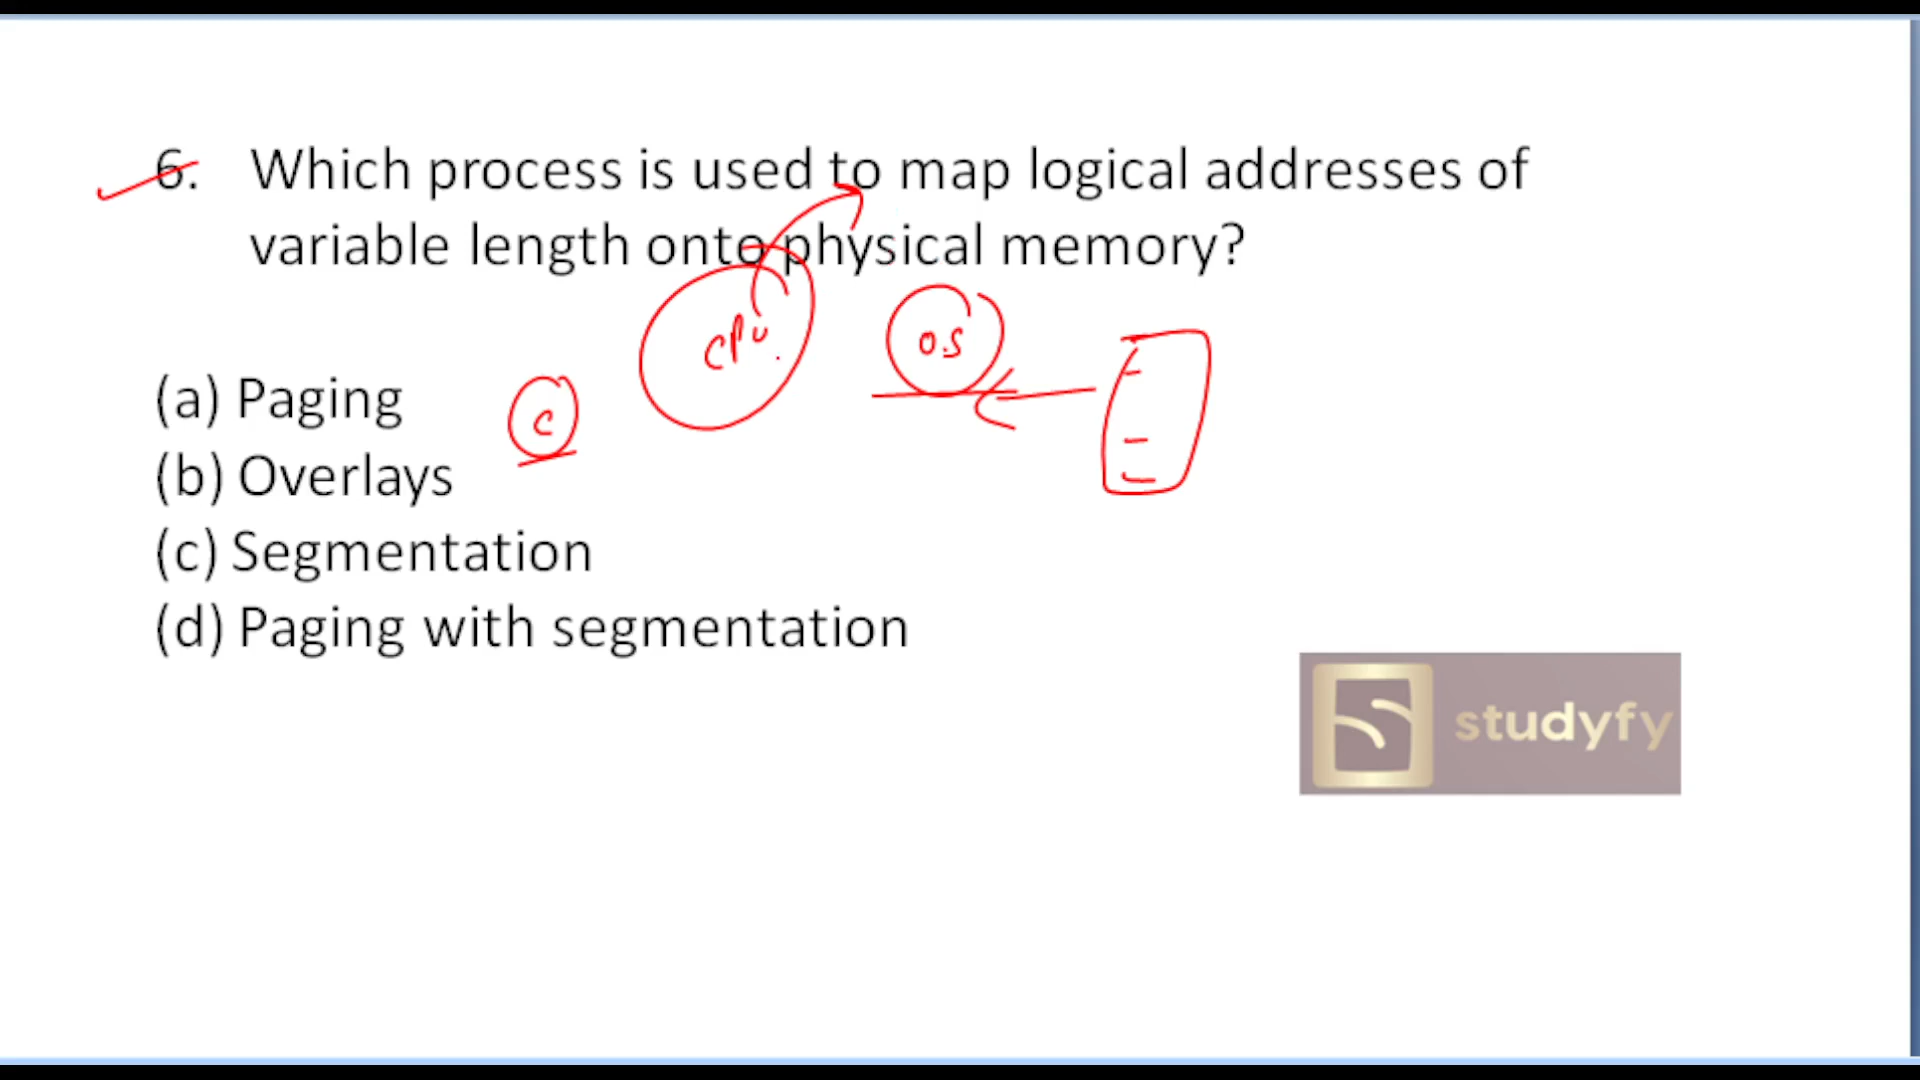 6. Which process is used to map logical addresses of
variable length onto physical memory?
CPU
O.S
(a) Paging
C
(b) Overlays
(c) Segmentation
(d) Paging with segmentation
studyfy